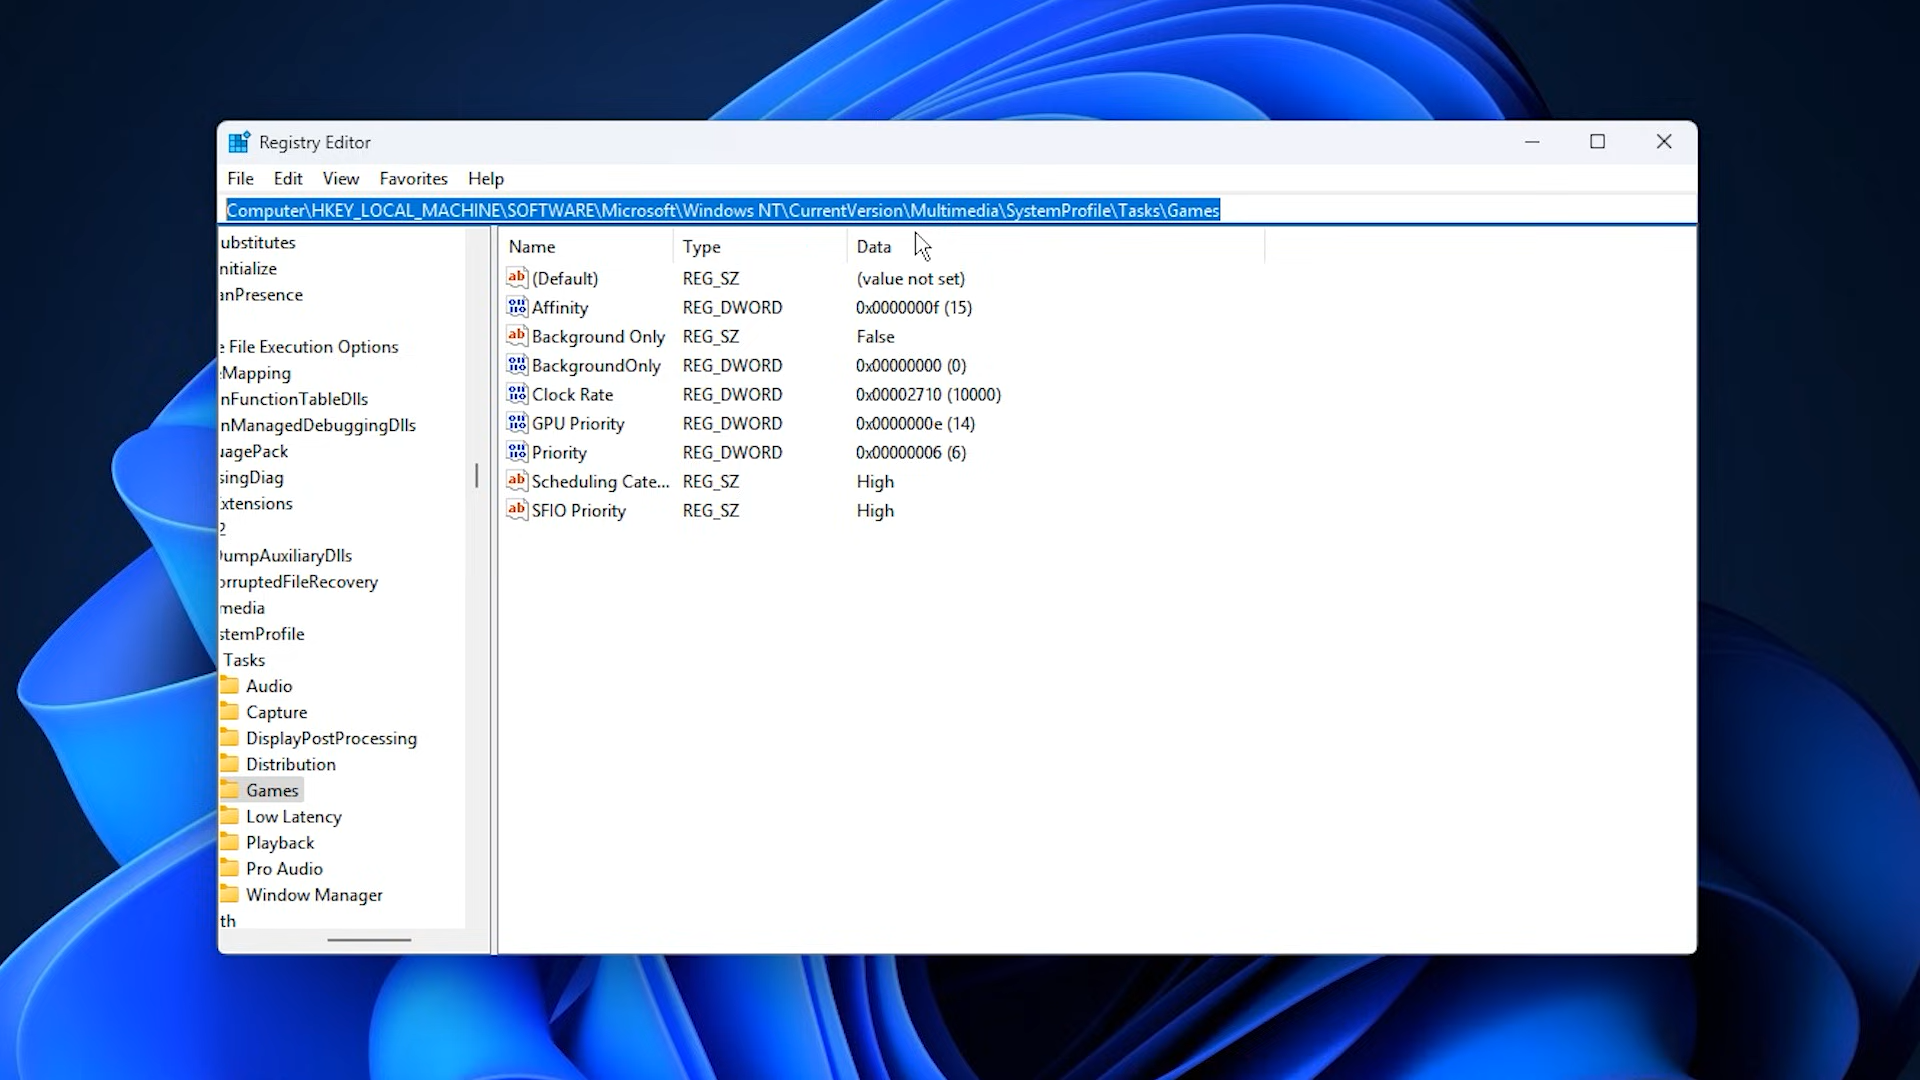 Registry Editor
File Edit View Favorites Help
Computer\HKEY_LOCAL_MACHINE\SOFTWARE\Microsoft\Windows NT\CurrentVersion\Multimedia\SystemProfile\Tasks\Games
ubstitutes
nitialize
anPresence
e File Execution Options
Mapping
nFunctionTableDlls
nManagedDebuggingDlls
uagePack
singDiag
xtensions
2
DumpAuxiliaryDlls
orruptedFileRecovery
media
stemProfile
Tasks
Audio
Capture
DisplayPostProcessing
Distribution
Games
Low Latency
Playback
Pro Audio
Window Manager
th
Name Type Data
(Default) REG_SZ (value not set)
Affinity REG_DWORD 0x0000000f (15)
Background Only REG_SZ False
BackgroundOnly REG_DWORD 0x00000000 (0)
Clock Rate REG_DWORD 0x00002710 (10000)
GPU Priority REG_DWORD 0x0000000e (14)
Priority REG_DWORD 0x00000006 (6)
Scheduling Cate... REG_SZ High
SFIO Priority REG_SZ High